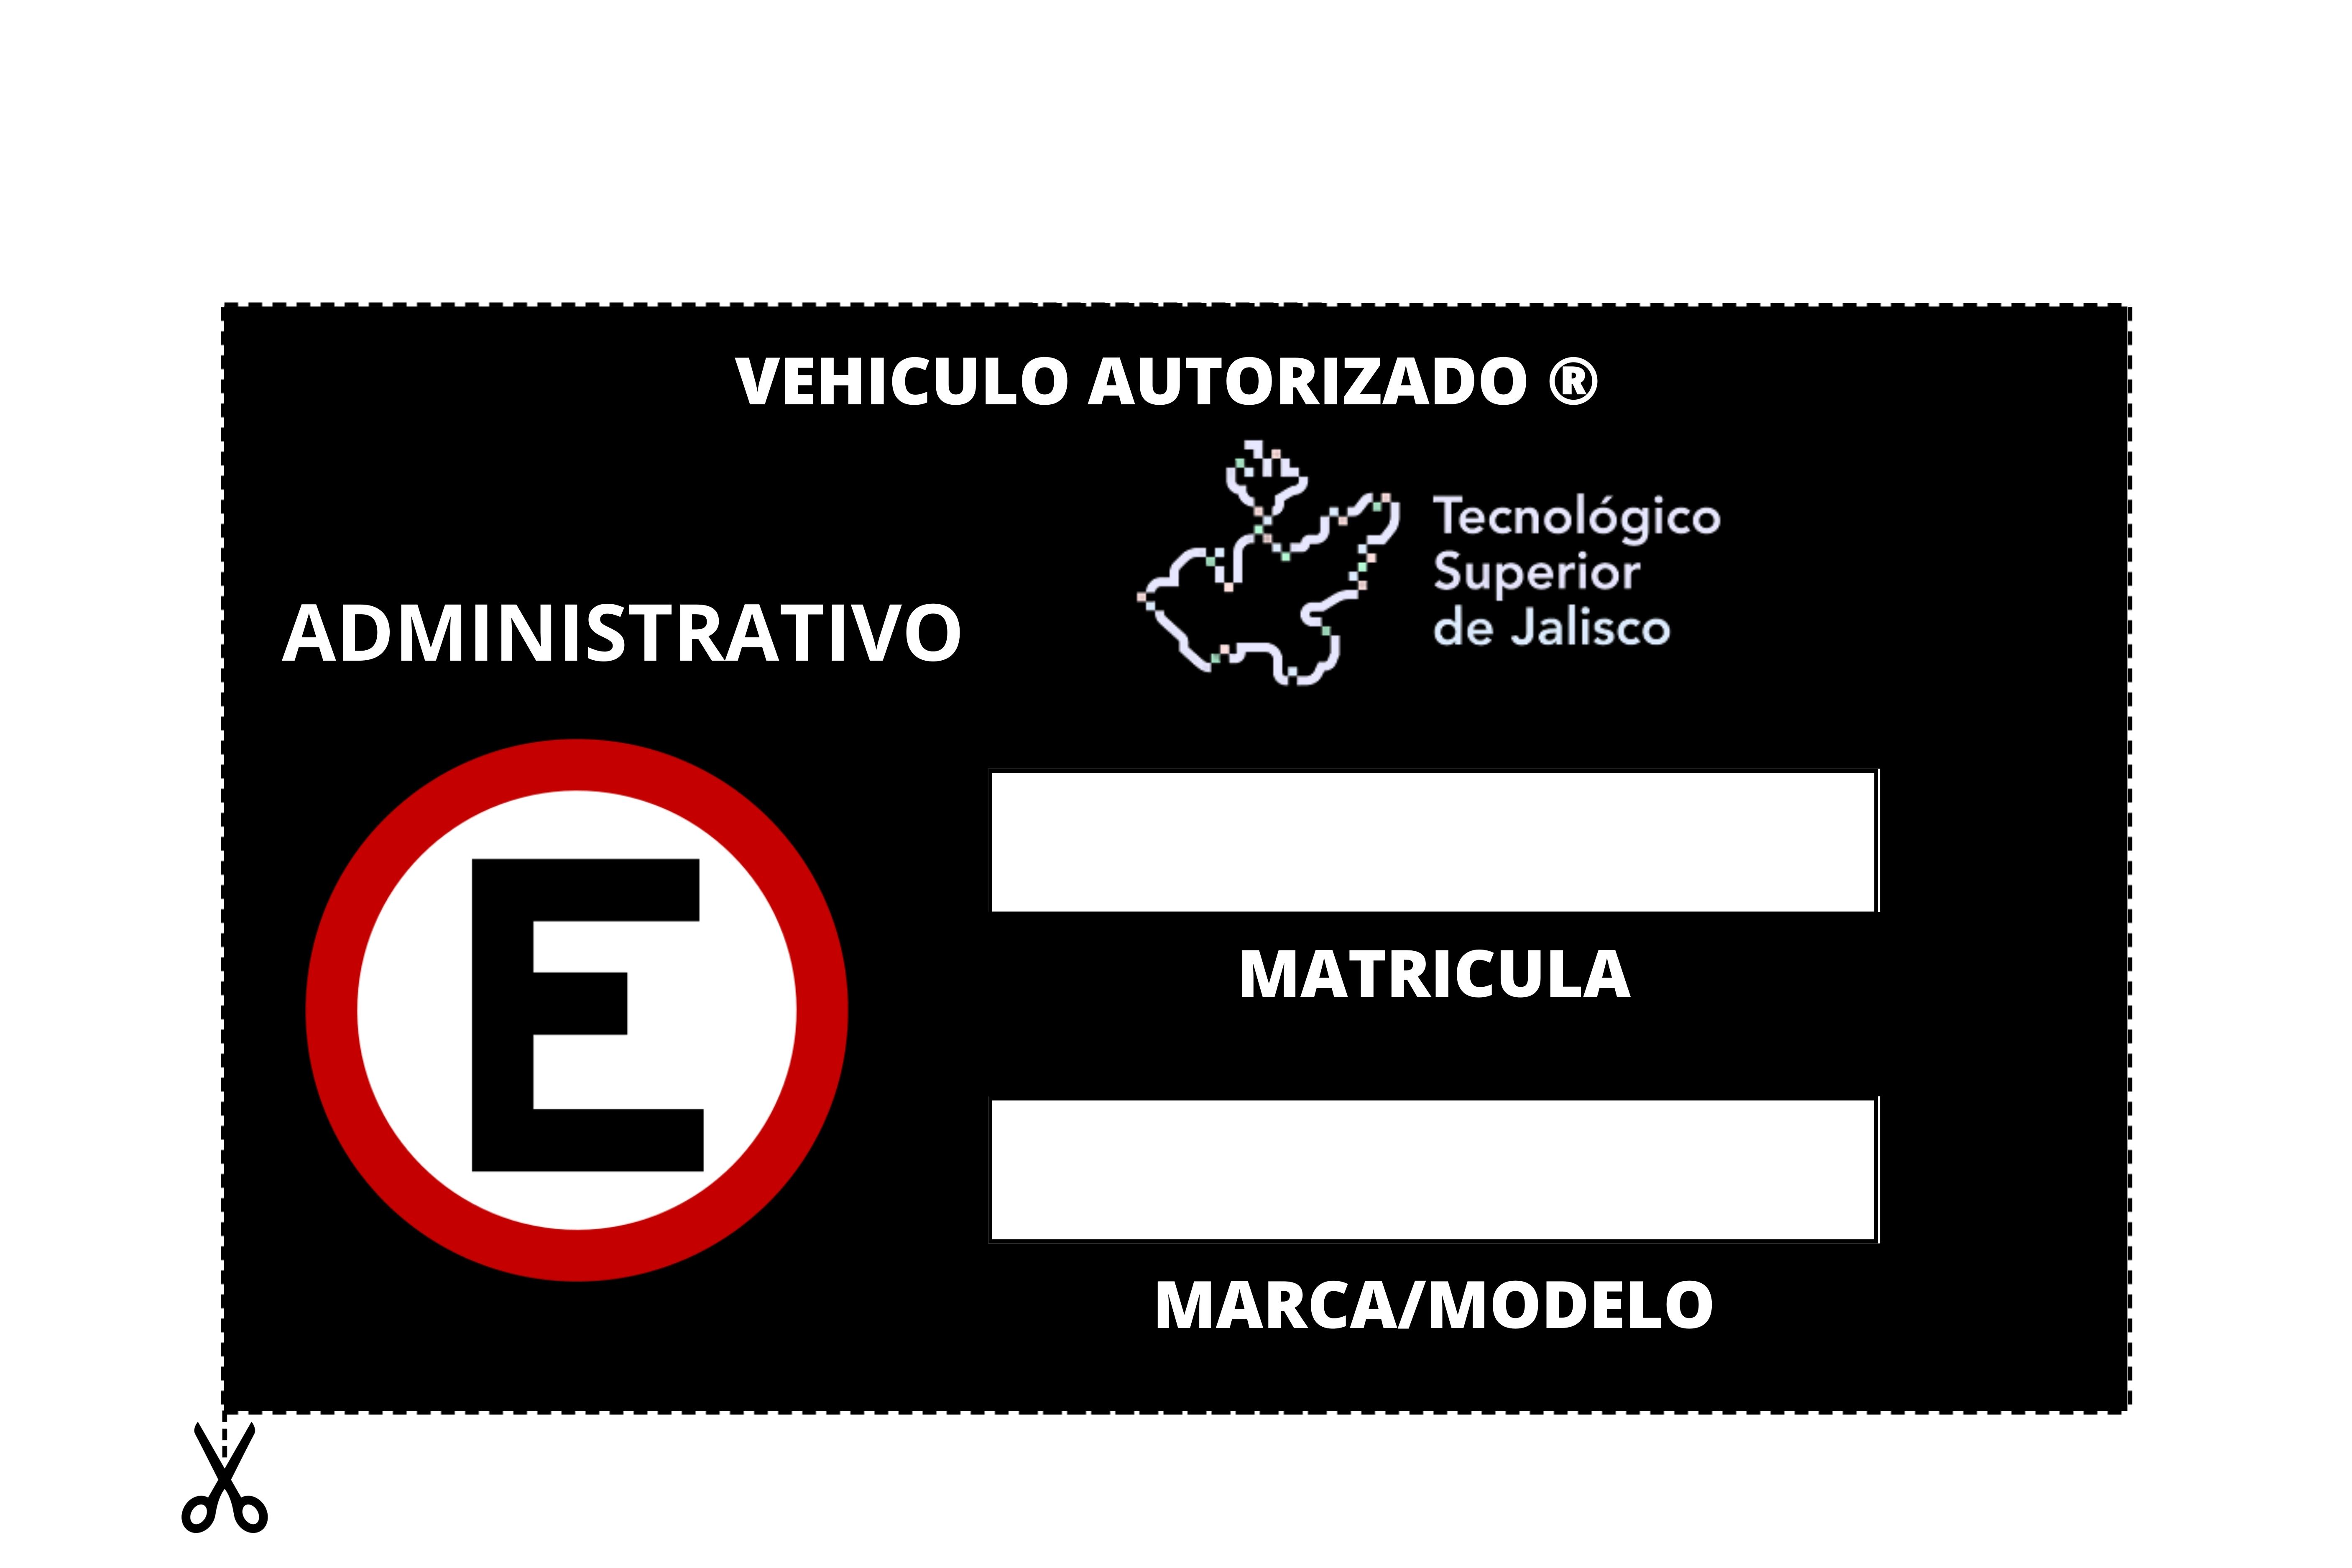 VEHICULO AUTORIZADO ®
Tecnológico
Superior
de Jalisco
ADMINISTRATIVO
E
MATRICULA
MARCA/MODELO